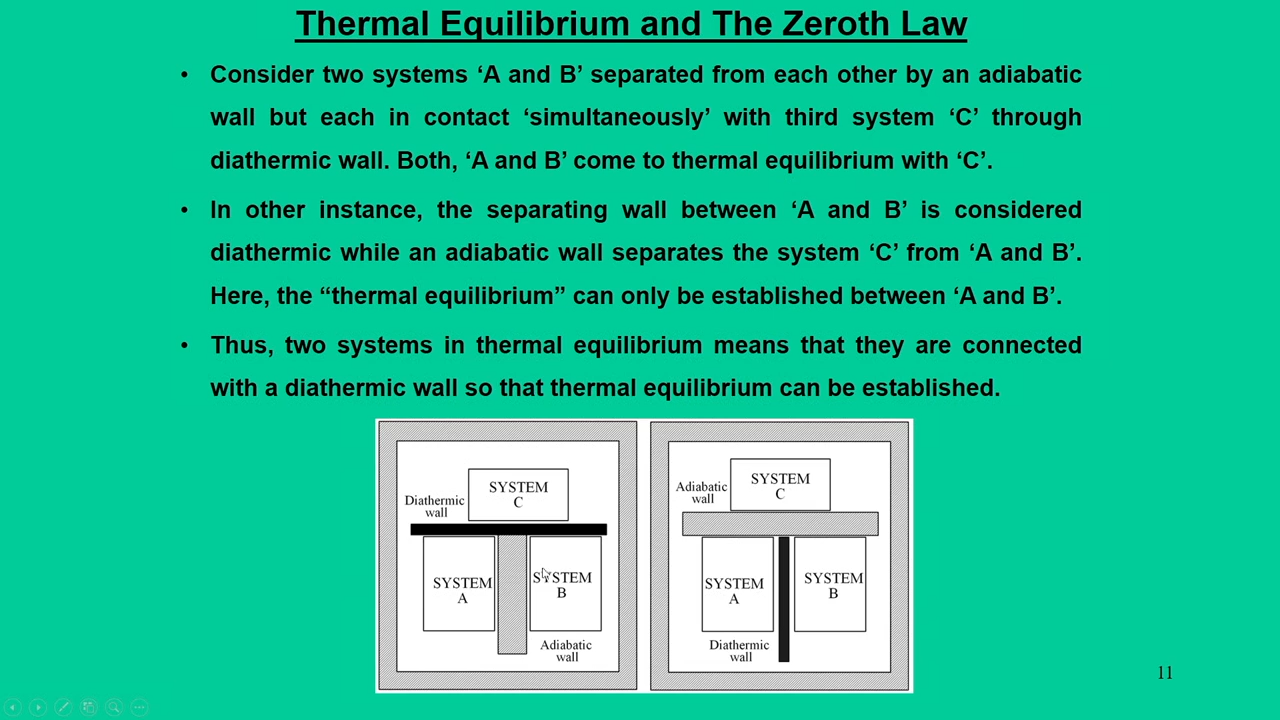 Thermal Equilibrium and The Zeroth Law
• Consider two systems ‘A and B’ separated from each other by an adiabatic
wall but each in contact ‘simultaneously’ with third system ‘C’ through
diathermic wall. Both, ‘A and B’ come to thermal equilibrium with ‘C’.
• In other instance, the separating wall between ‘A and B’ is considered
diathermic while an adiabatic wall separates the system ‘C’ from ‘A and B’.
Here, the “thermal equilibrium” can only be established between ‘A and B’.
• Thus, two systems in thermal equilibrium means that they are connected
with a diathermic wall so that thermal equilibrium can be established.
SYSTEM
C
Diathermic
wall
SYSTEM
A
SYSTEM
B
Adiabatic
wall
SYSTEM
C
Adiabatic
wall
SYSTEM
A
SYSTEM
B
Diathermic
wall
11